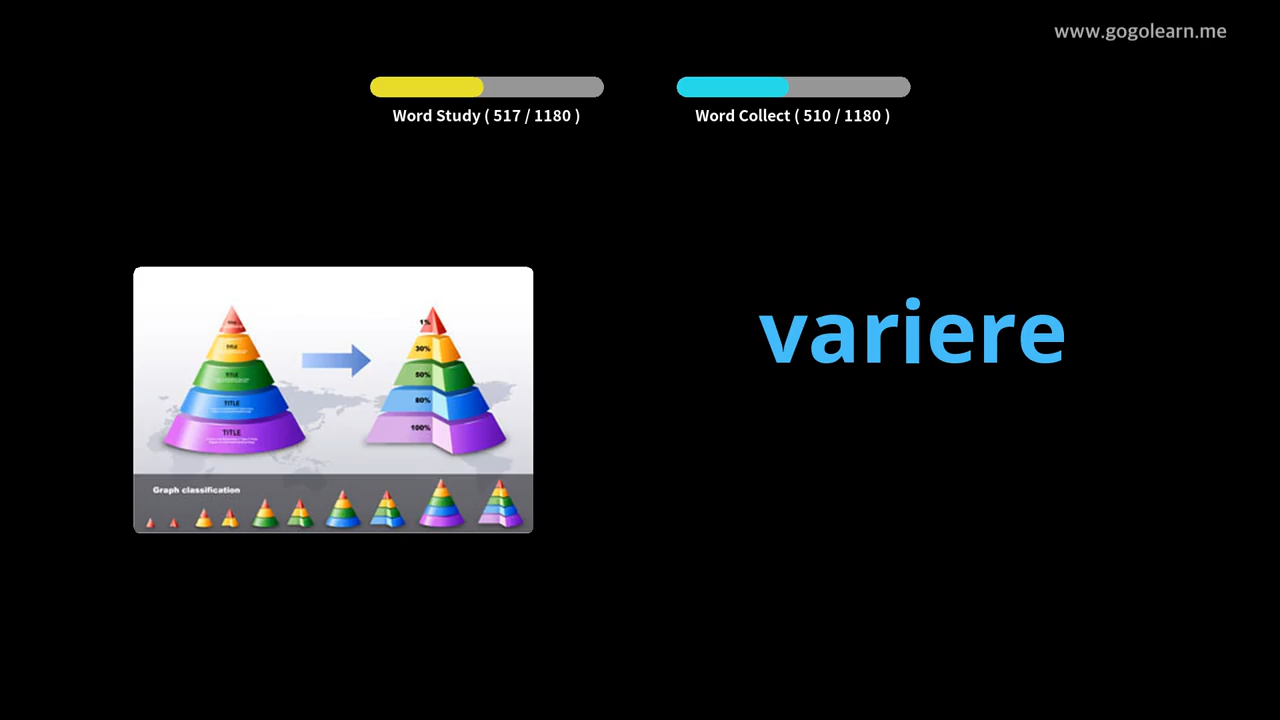 www.gogolearn.me
Word Study ( 517 / 1180 )
Word Collect ( 510 / 1180 )
variere
TITLE
TITLE
TITLE
TITLE
1%
30%
50%
80%
100%
Graph classification